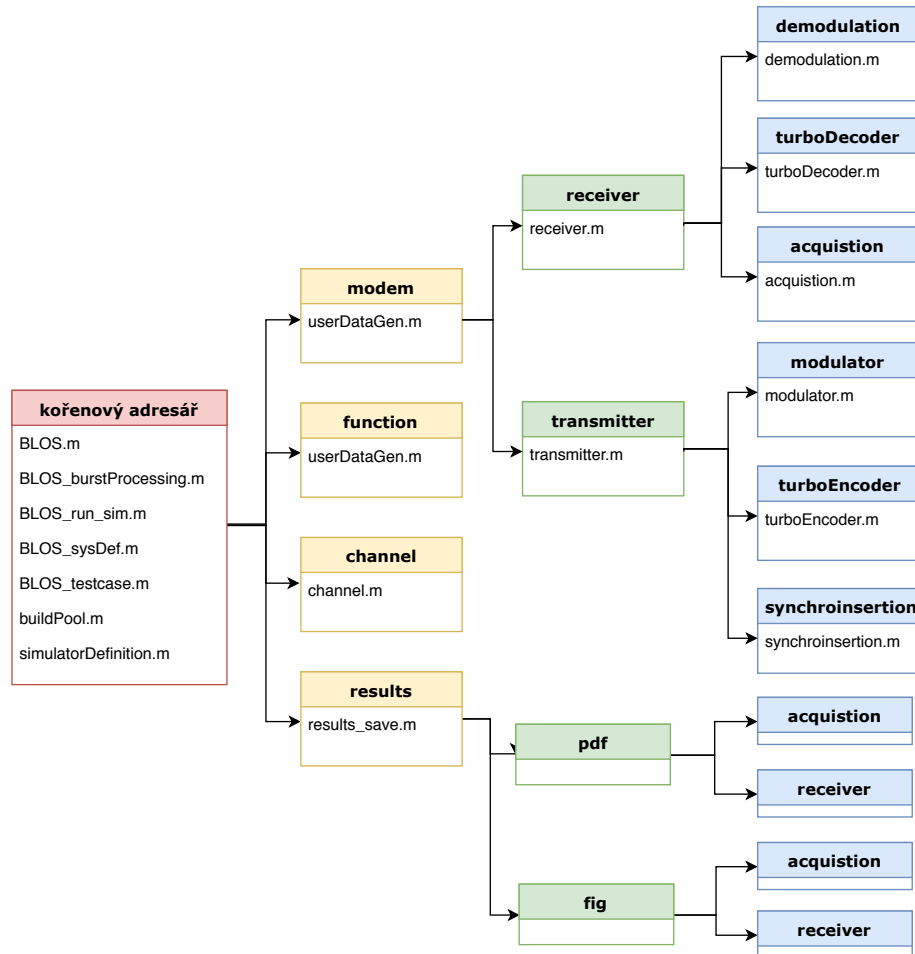 kořenový adresář
BLOS.m
BLOS_burstProcessing.m
BLOS_run_sim.m
BLOS_sysDef.m
BLOS_testcase.m
buildPool.m
simulatorDefinition.m
modem
userDataGen.m
function
userDataGen.m
channel
channel.m
results
results_save.m
receiver
receiver.m
transmitter
transmitter.m
pdf
fig
demodulation
demodulation.m
turboDecoder
turboDecoder.m
acquistion
acquistion.m
modulator
modulator.m
turboEncoder
turboEncoder.m
synchroinsertion
synchroinsertion.m
acquistion
receiver
acquistion
receiver